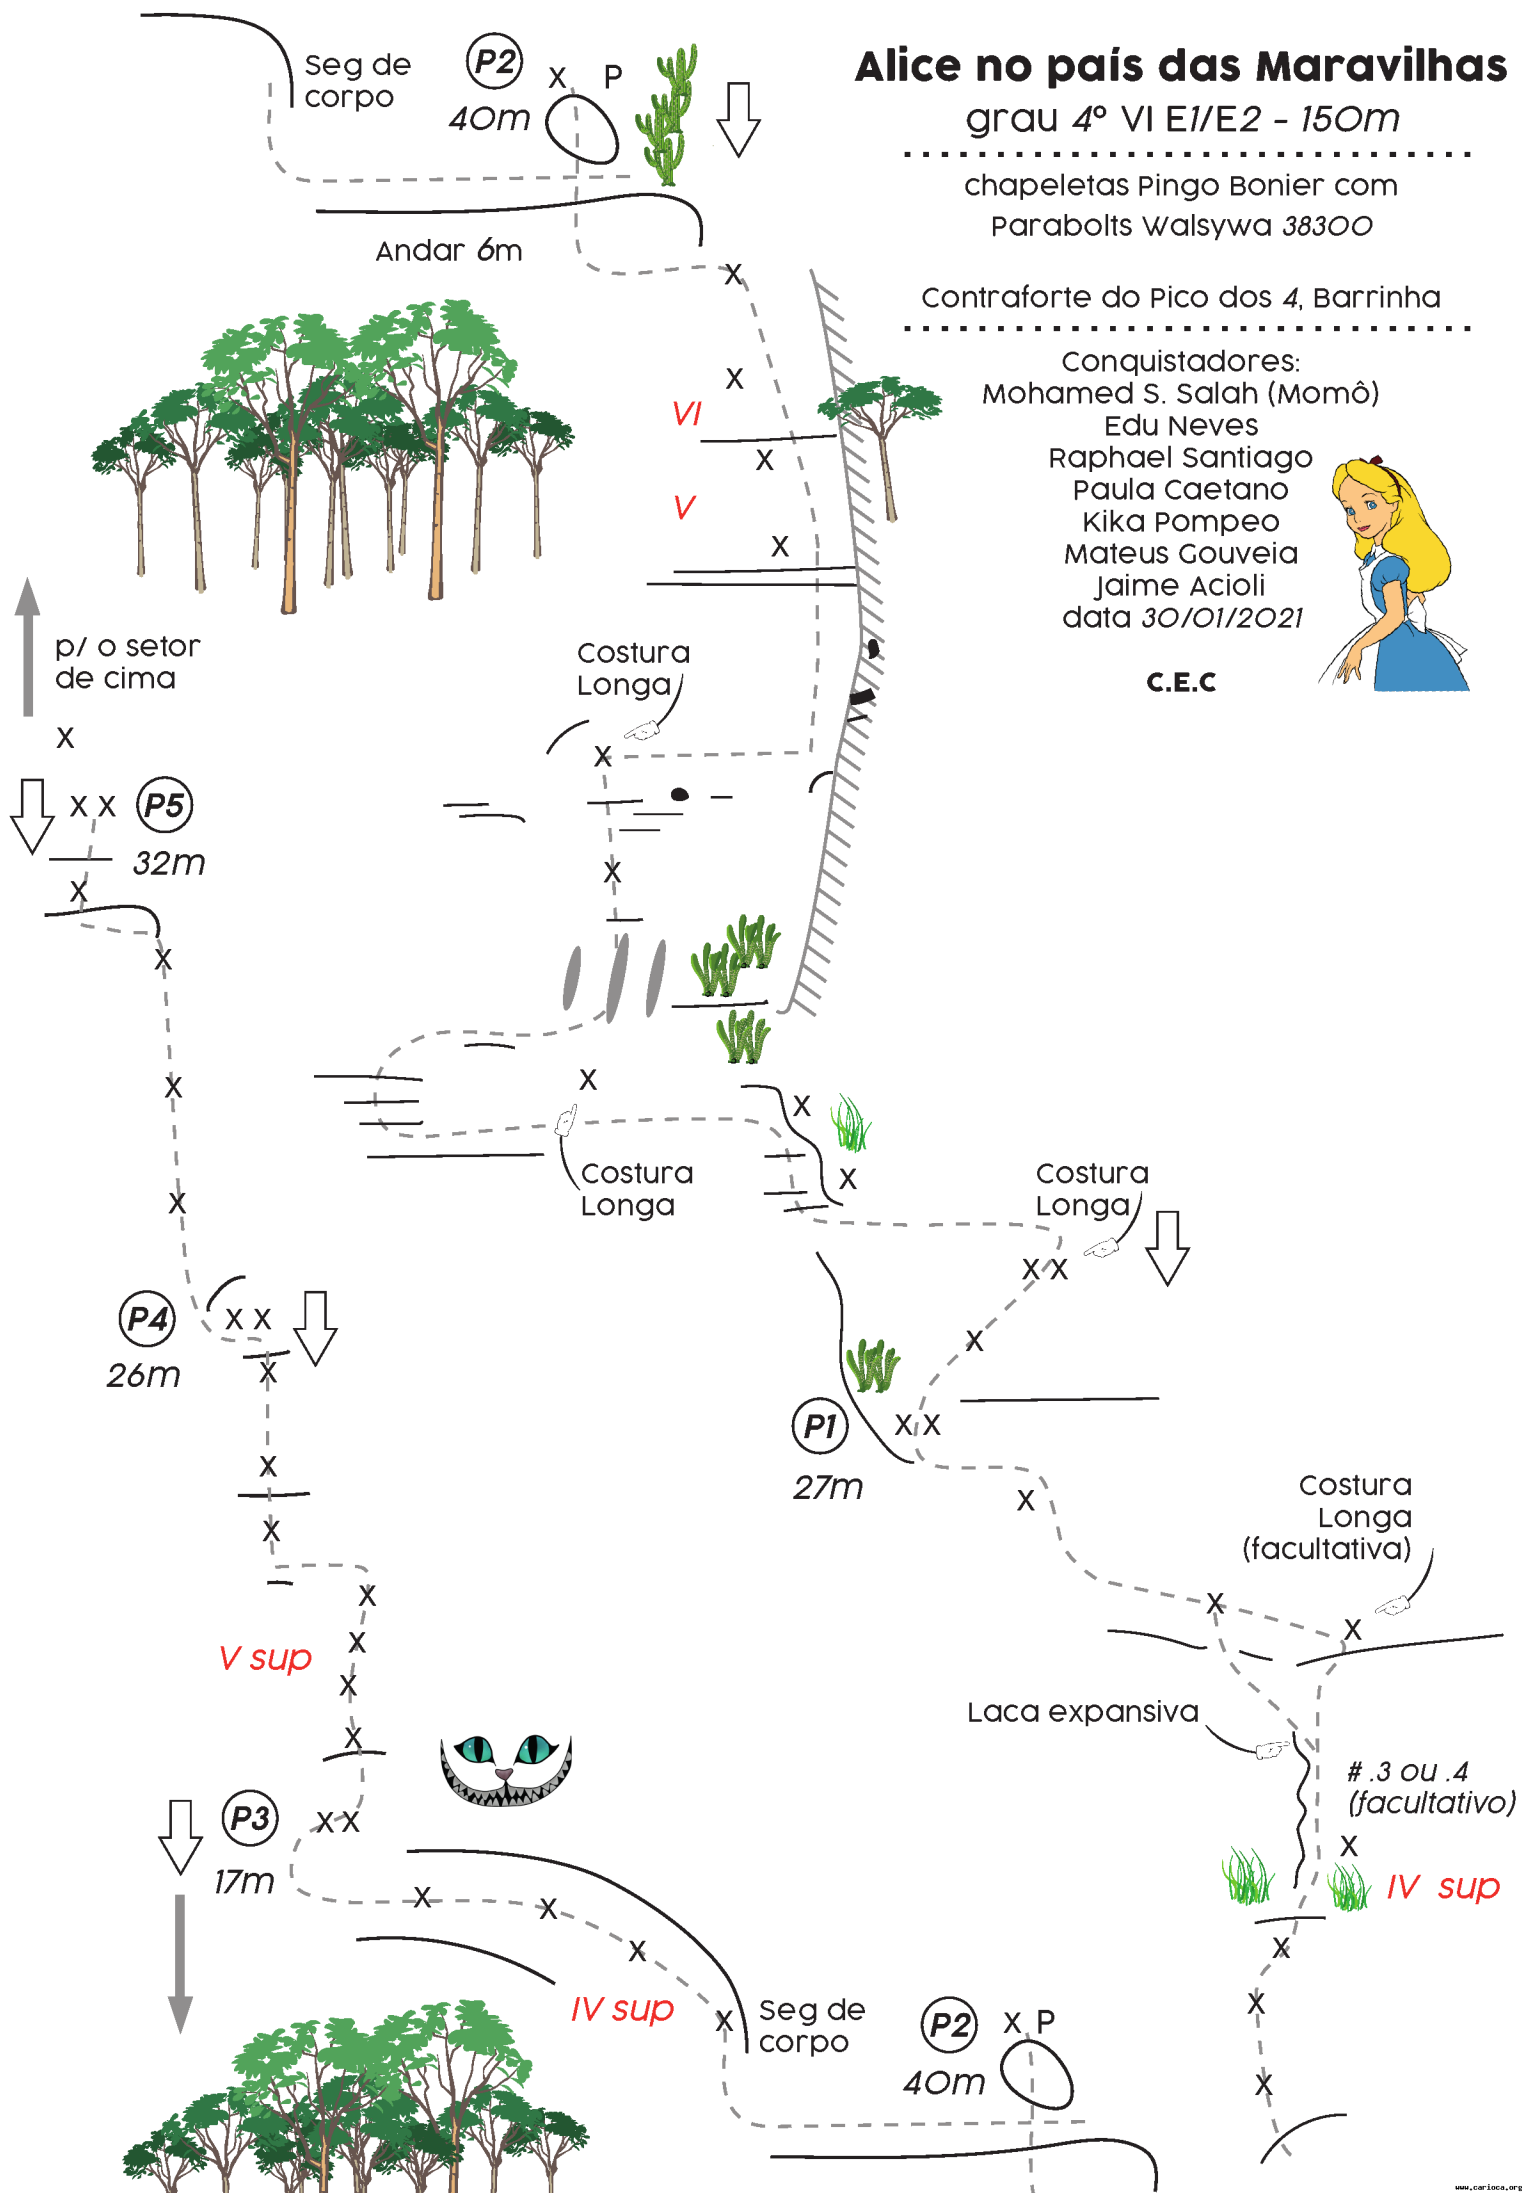 Alice no país das Maravilhas
grau 4º VI E1/E2 - 150m
chapeletas Pingo Bonier com
Parabolts Walsywa 38300
Contraforte do Pico dos 4, Barrinha
Conquistadores:
Mohamed S. Salah (Momô)
Edu Neves
Raphael Santiago
Paula Caetano
Kika Pompeo
Mateus Gouveia
Jaime Acioli
data 30/01/2021
C.E.C
Seg de
corpo
P2
X P
40m
Andar 6m
X
X
VI
X
V
X
p/ o setor
de cima
X
Costura
Longa
X
X X
P5
32m
X
X
X
X
X
X
Costura
Longa
X
X
Costura
Longa
X X
X
P4
26m
X X
X
X
X
P1
27m
X X
X
Costura
Longa
(facultativa)
X
X
X
V sup
X
X
X
Laca expansiva
# .3 ou .4
(facultativo)
X
IV sup
P3
17m
X X
X
X
X
X
IV sup
Seg de
corpo
P2
X P
40m
X
X
X
www.carioca.org